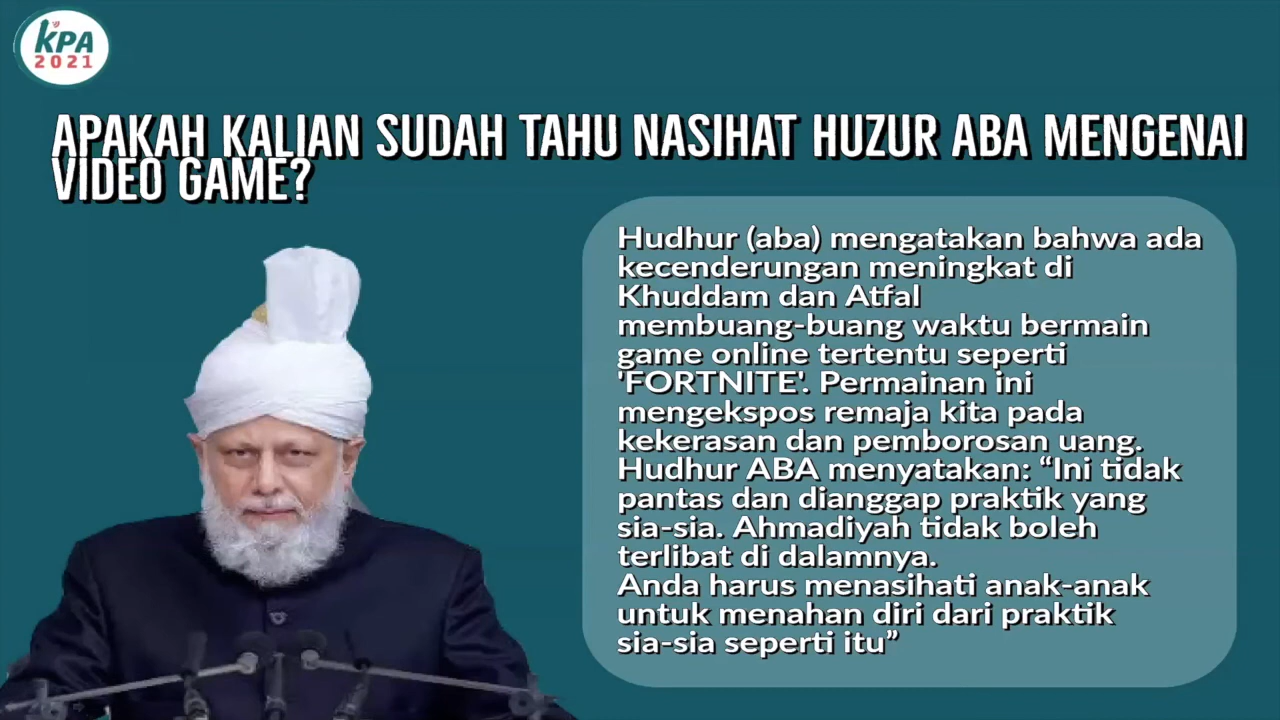 KPA
2021
APAKAH KALIAN SUDAH TAHU NASIHAT HUZUR ABA MENGENAI
VIDEO GAME?
Hudhur (aba) mengatakan bahwa ada
kecenderungan meningkat di
Khuddam dan Atfal
membuang-buang waktu bermain
game online tertentu seperti
'FORTNITE'. Permainan ini
mengekspos remaja kita pada
kekerasan dan pemborosan uang.
Hudhur ABA menyatakan: “Ini tidak
pantas dan dianggap praktik yang
sia-sia. Ahmadiyah tidak boleh
terlibat di dalamnya.
Anda harus menasihati anak-anak
untuk menahan diri dari praktik
sia-sia seperti itu”